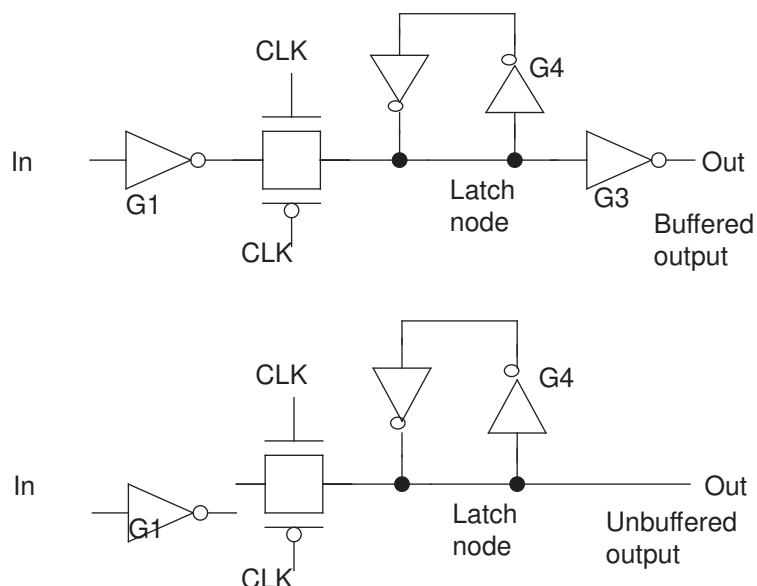 CLK
G4
In
Out
G1
Latch
node
G3
Buffered
output
CLK
CLK
G4
In
Out
G1
Latch
node
Unbuffered
output
CLK